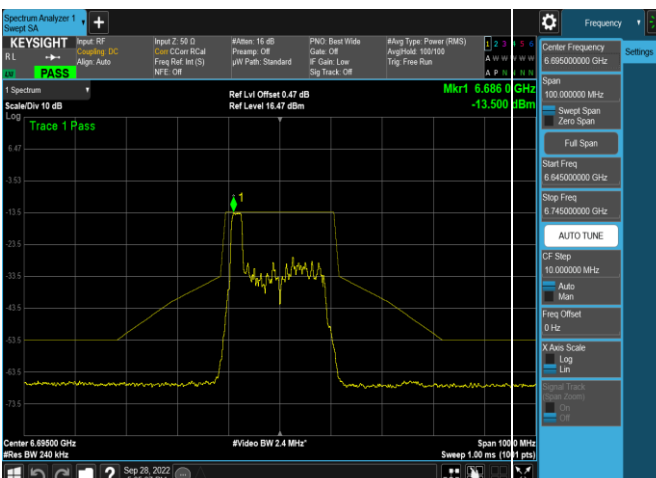 Spectrum Analyzer 1
Swept SA
+
Frequency
KEYSIGHT
Input: RF
Coupling: DC
Align: Auto
Input Z: 50 Ω
Corr CCorr RCal
Freq Ref: Int (S)
NFE: Off
#Atten: 16 dB
Preamp: Off
µW Path: Standard
PNO: Best Wide
Gate: Off
IF Gain: Low
Sig Track: Off
#Avg Type: Power (RMS)
Avg|Hold: 100/100
Trig: Free Run
R L
PASS
1 Spectrum
Scale/Div 10 dB
Ref Lvl Offset 0.47 dB
Ref Level 16.47 dBm
Mkr1 6.686 0 GHz
-13.500 dBm
Log
Trace 1 Pass
1
6.47
-3.53
-13.5
-23.5
-33.5
-43.5
-53.5
-63.5
-73.5
Center 6.69500 GHz
#Res BW 240 kHz
#Video BW 2.4 MHz*
Span 100.0 MHz
Sweep 1.00 ms (1001 pts)
Sep 28, 2022
Center Frequency
6.695000000 GHz
Settings
Span
100.000000 MHz
Swept Span
Zero Span
Full Span
Start Freq
6.645000000 GHz
Stop Freq
6.745000000 GHz
AUTO TUNE
CF Step
10.000000 MHz
Auto
Man
Freq Offset
0 Hz
X Axis Scale
Log
Lin
Signal Track
(Span Zoom)
On
Off